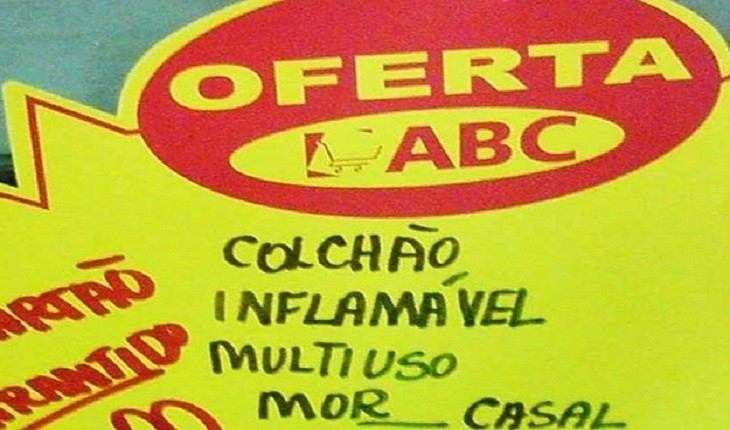 OFERTA
ABC
COLCHÃO
INFLAMÁVEL
MULTIUSO
MOR CASAL